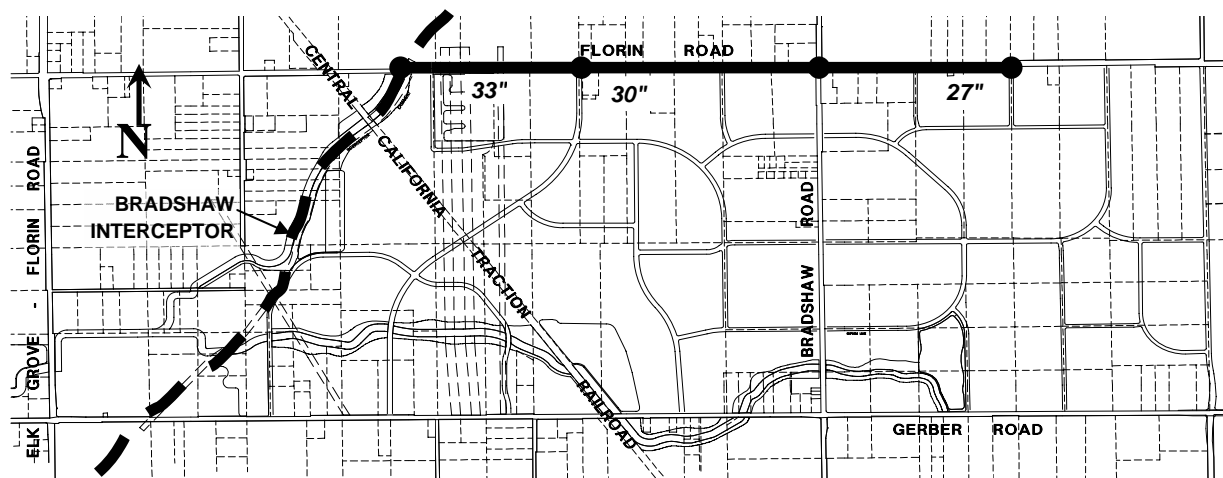 FLORIN ROAD
33"
30"
27"
CENTRAL CALIFORNIA TRACTION RAILROAD
N
ELK GROVE - FLORIN ROAD
BRADSHAW
INTERCEPTOR
BRADSHAW ROAD
GERBER ROAD